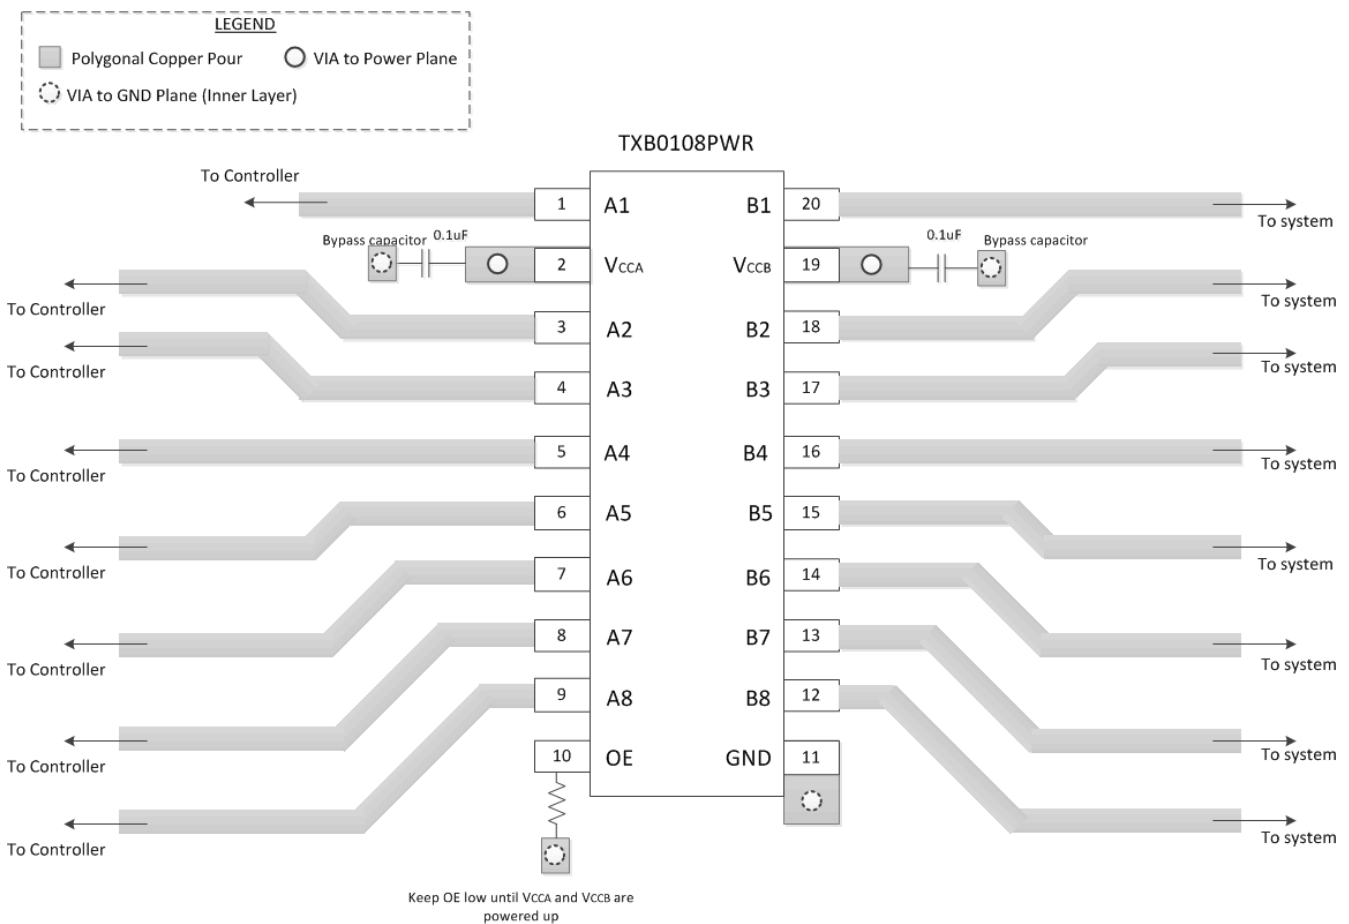 LEGEND
Polygonal Copper Pour
VIA to Power Plane
VIA to GND Plane (Inner Layer)
TXB0108PWR
To Controller
1
A1
B1
20
To system
Bypass capacitor
0.1uF
2
VCCA
VCCB
19
0.1uF
Bypass capacitor
To Controller
3
A2
B2
18
To system
To Controller
4
A3
B3
17
To system
To Controller
5
A4
B4
16
To system
To Controller
6
A5
B5
15
To system
To Controller
7
A6
B6
14
To system
To Controller
8
A7
B7
13
To system
To Controller
9
A8
B8
12
To system
10
OE
GND
11
Keep OE low until VCCA and VCCB are
powered up